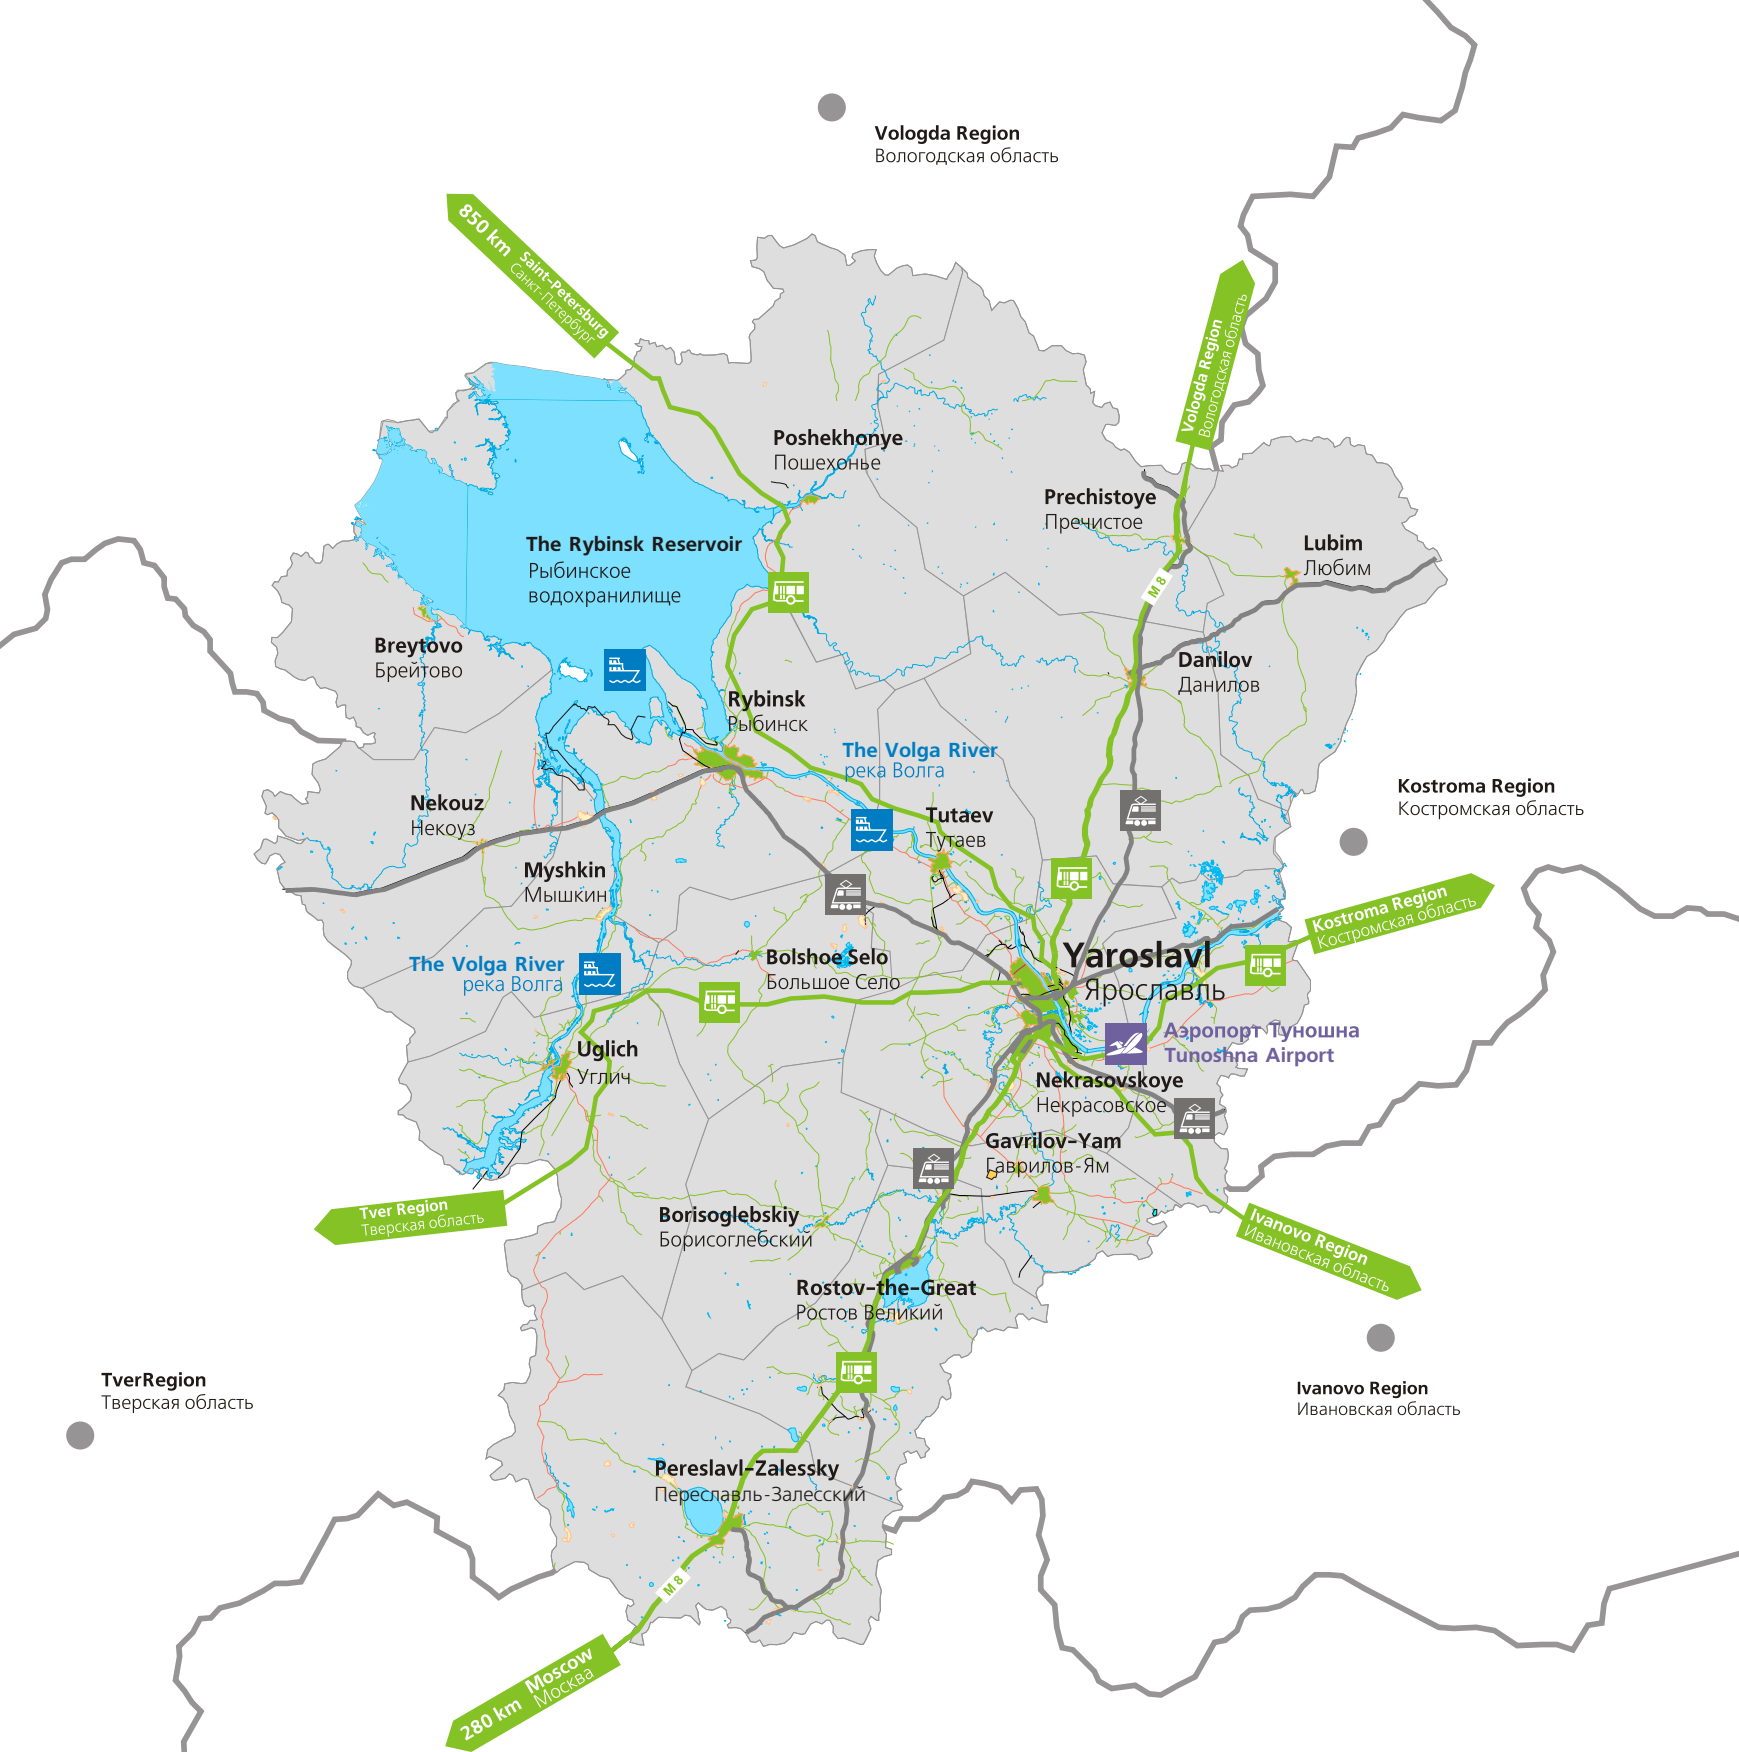 Vologda Region
Вологодская область
850 km
Saint-Petersburg
Санкт-Петербург
Vologda Region
Вологодская область
Poshekhonye
Пошехонье
Prechistoye
Пречистое
The Rybinsk Reservoir
Рыбинское
водохранилище
Lubim
Любим
M 8
Breytovo
Брейтово
Danilov
Данилов
Rybinsk
Рыбинск
The Volga River
река Волга
Kostroma Region
Костромская область
Nekouz
Некоуз
Tutaev
Тутаев
Myshkin
Мышкин
Kostroma Region
Костромская область
Yaroslavl
Ярославль
Bolshoe Selo
Большое Село
The Volga River
река Волга
Аэропорт Туношна
Tunoshna Airport
Uglich
Углич
Nekrasovskoye
Некрасовское
Gavrilov-Yam
Гаврилов-Ям
Tver Region
Тверская область
Borisoglebskiy
Борисоглебский
Ivanovo Region
Ивановская область
Rostov-the-Great
Ростов Великий
TverRegion
Тверская область
Ivanovo Region
Ивановская область
Pereslavl-Zalessky
Переславль-Залесский
M 8
280 km
Moscow
Москва